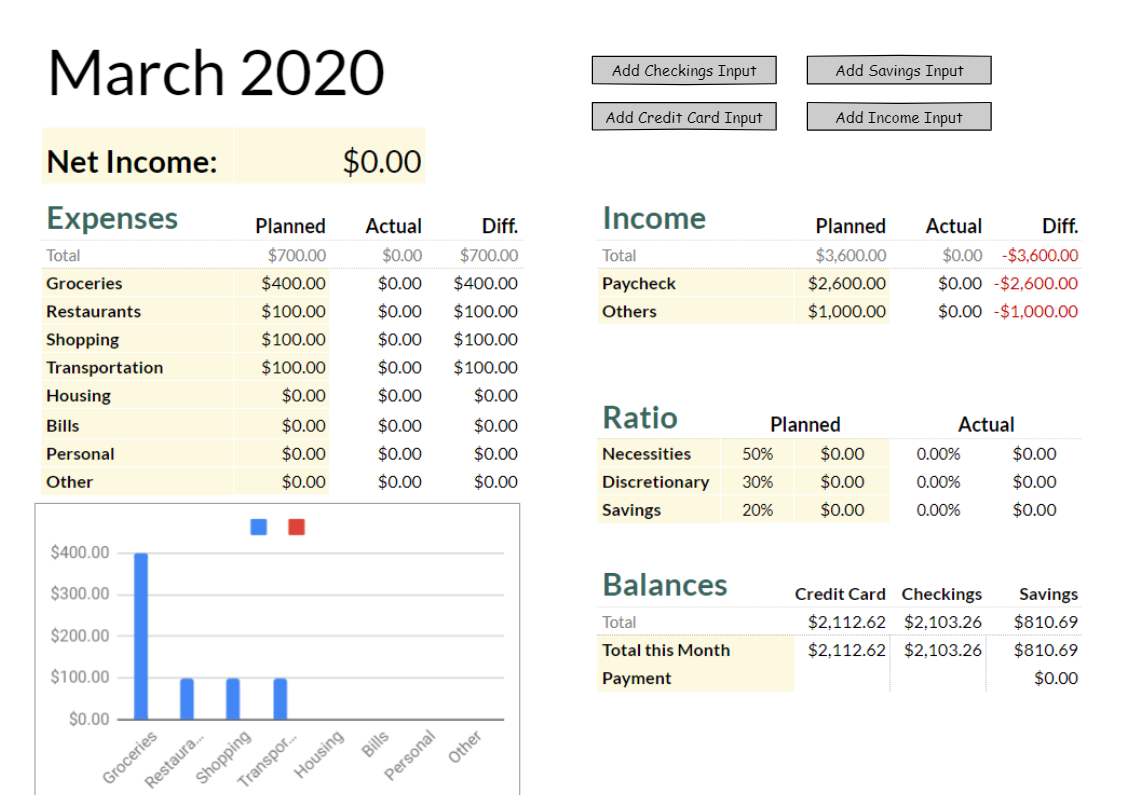 March 2020
Add Checkings Input
Add Savings Input
Add Credit Card Input
Add Income Input
Net Income: $0.00
Expenses Planned Actual Diff.
Total $700.00 $0.00 $700.00
Groceries $400.00 $0.00 $400.00
Restaurants $100.00 $0.00 $100.00
Shopping $100.00 $0.00 $100.00
Transportation $100.00 $0.00 $100.00
Housing $0.00 $0.00 $0.00
Bills $0.00 $0.00 $0.00
Personal $0.00 $0.00 $0.00
Other $0.00 $0.00 $0.00
$400.00
$300.00
$200.00
$100.00
$0.00
Groceries
Restaura...
Shopping
Transpor...
Housing
Bills
Personal
Other
Income Planned Actual Diff.
Total $3,600.00 $0.00 -$3,600.00
Paycheck $2,600.00 $0.00 -$2,600.00
Others $1,000.00 $0.00 -$1,000.00
Ratio Planned Actual
Necessities 50% $0.00 0.00% $0.00
Discretionary 30% $0.00 0.00% $0.00
Savings 20% $0.00 0.00% $0.00
Balances Credit Card Checkings Savings
Total $2,112.62 $2,103.26 $810.69
Total this Month $2,112.62 $2,103.26 $810.69
Payment $0.00